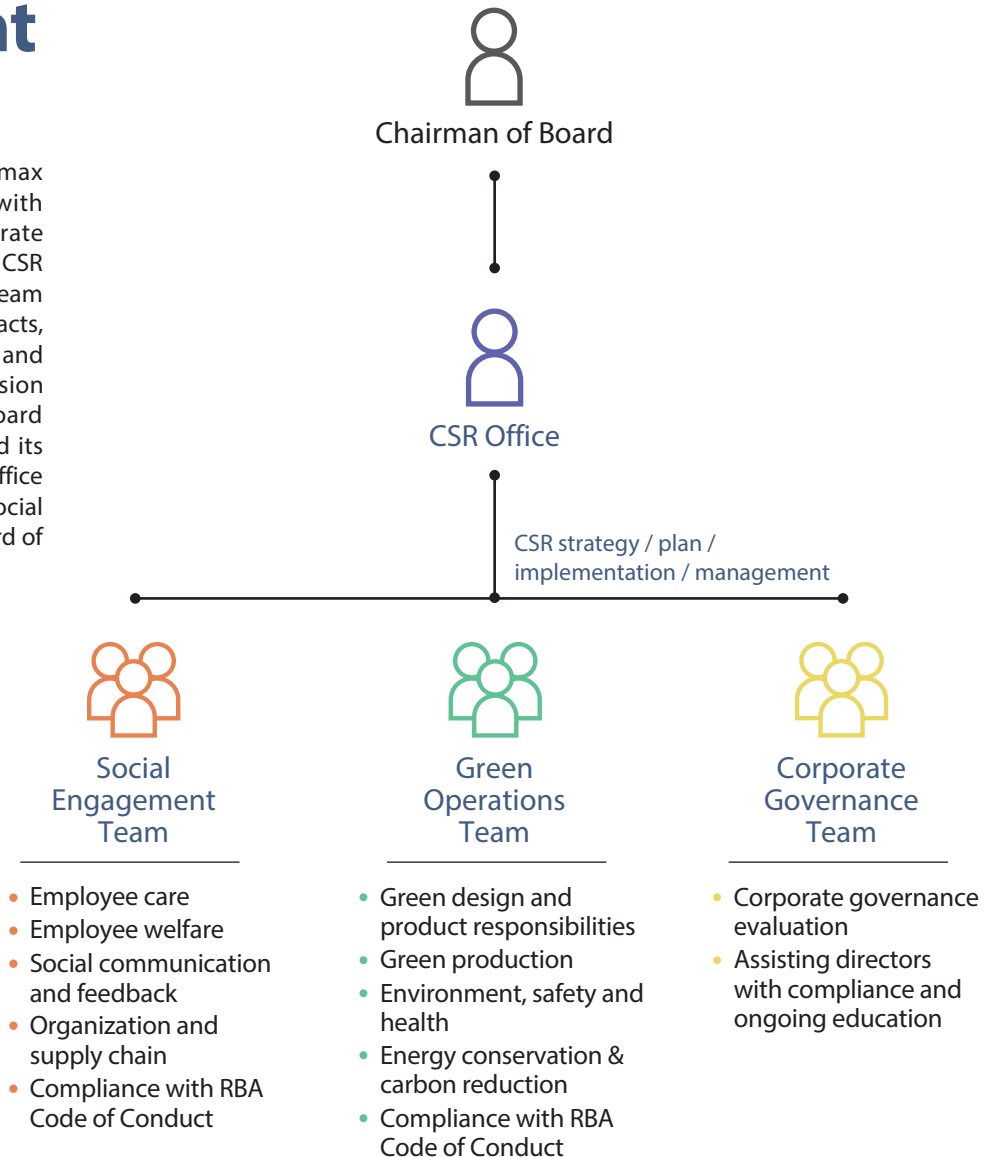 nt
max
with
rate
CSR
eam
acts,
and
sion
oard
d its
ffice
ocial
rd of
Chairman of Board
CSR Office
CSR strategy / plan /
implementation / management
Social
Engagement
Team
• Employee care
• Employee welfare
• Social communication
and feedback
• Organization and
supply chain
• Compliance with RBA
Code of Conduct
Green
Operations
Team
• Green design and
product responsibilities
• Green production
• Environment, safety and
health
• Energy conservation &
carbon reduction
• Compliance with RBA
Code of Conduct
Corporate
Governance
Team
• Corporate governance
evaluation
• Assisting directors
with compliance and
ongoing education